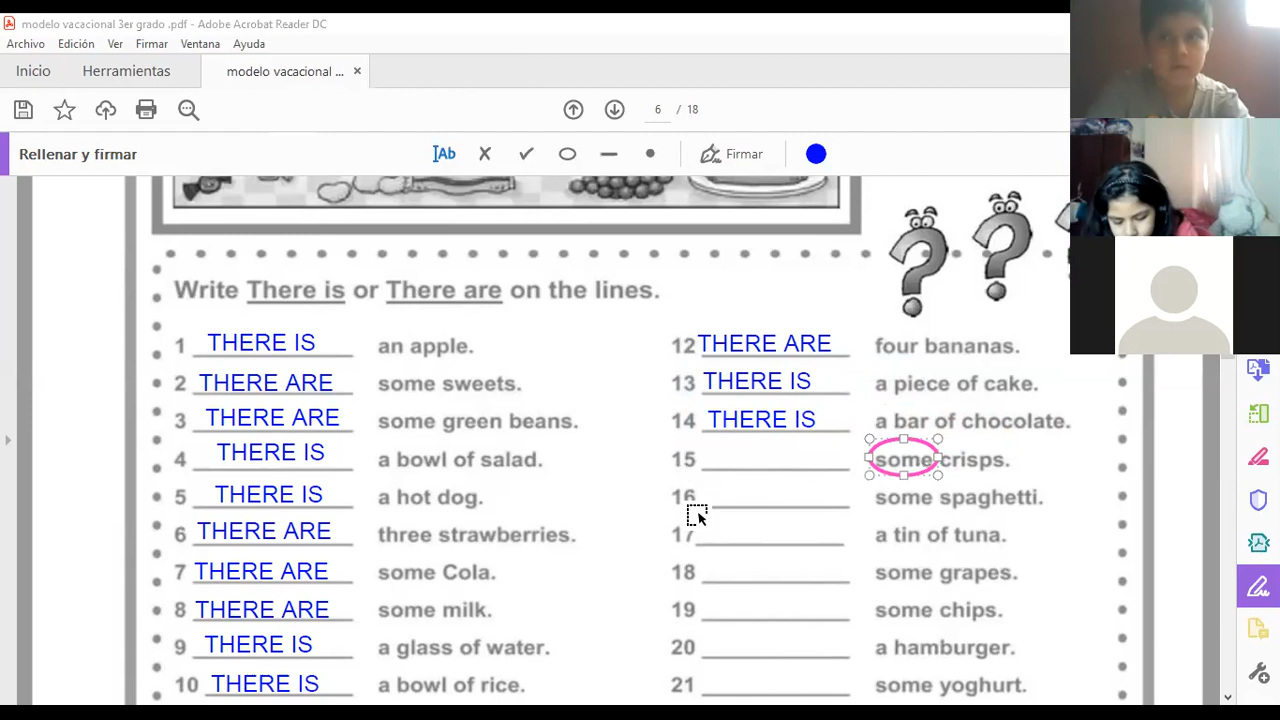 modelo vacacional 3er grado .pdf - Adobe Acrobat Reader DC
Archivo Edición Ver Firmar Ventana Ayuda
Inicio Herramientas modelo vacacional ... ×
6 / 18
Rellenar y firmar
Ab Firmar
Write There is or There are on the lines.
1 THERE IS an apple.
2 THERE ARE some sweets.
3 THERE ARE some green beans.
4 THERE IS a bowl of salad.
5 THERE IS a hot dog.
6 THERE ARE three strawberries.
7 THERE ARE some Cola.
8 THERE ARE some milk.
9 THERE IS a glass of water.
10 THERE IS a bowl of rice.
12 THERE ARE four bananas.
13 THERE IS a piece of cake.
14 THERE IS a bar of chocolate.
15 some crisps.
16 some spaghetti.
17 a tin of tuna.
18 some grapes.
19 some chips.
20 a hamburger.
21 some yoghurt.